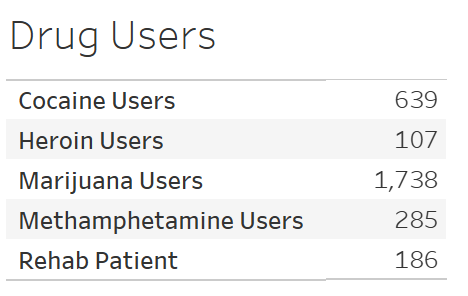 Drug Users
Cocaine Users 639
Heroin Users 107
Marijuana Users 1,738
Methamphetamine Users 285
Rehab Patient 186